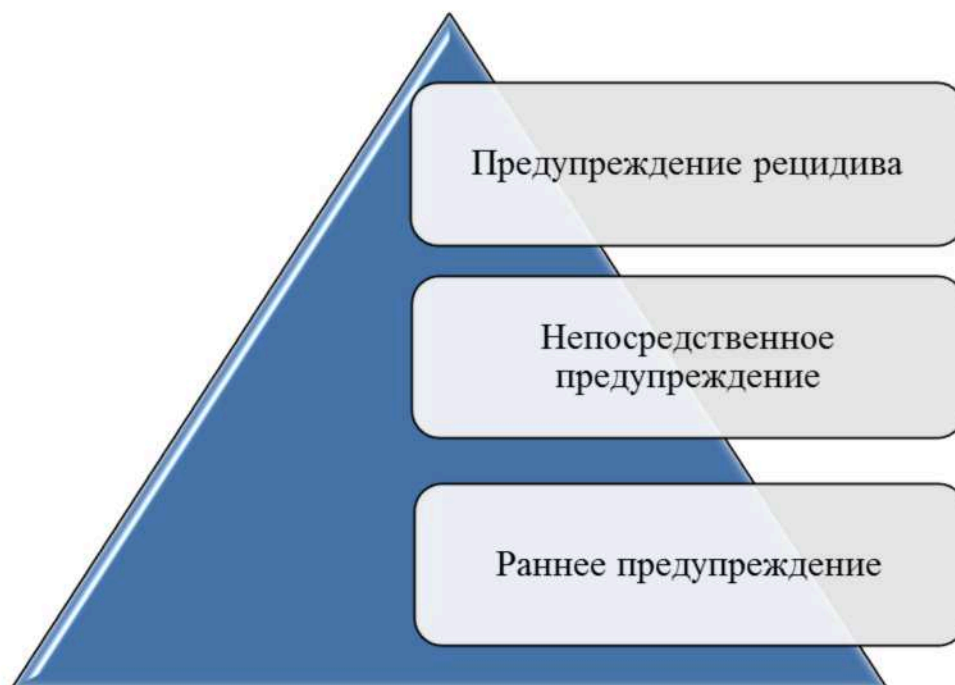 Предупреждение рецидива
Непосредственное
предупреждение
Раннее предупреждение